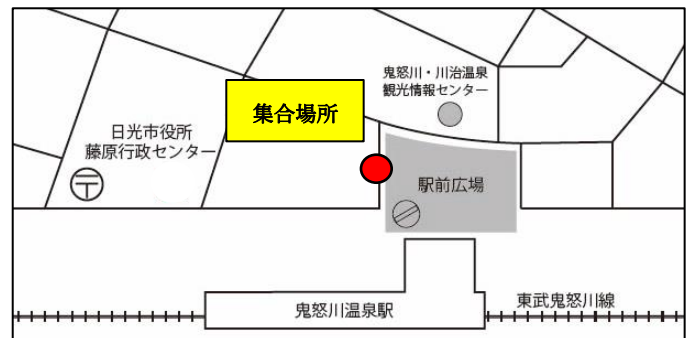 鬼怒川・川治温泉
観光情報センター
集合場所
日光市役所
藤原行政センター
駅前広場
鬼怒川温泉駅
東武鬼怒川線